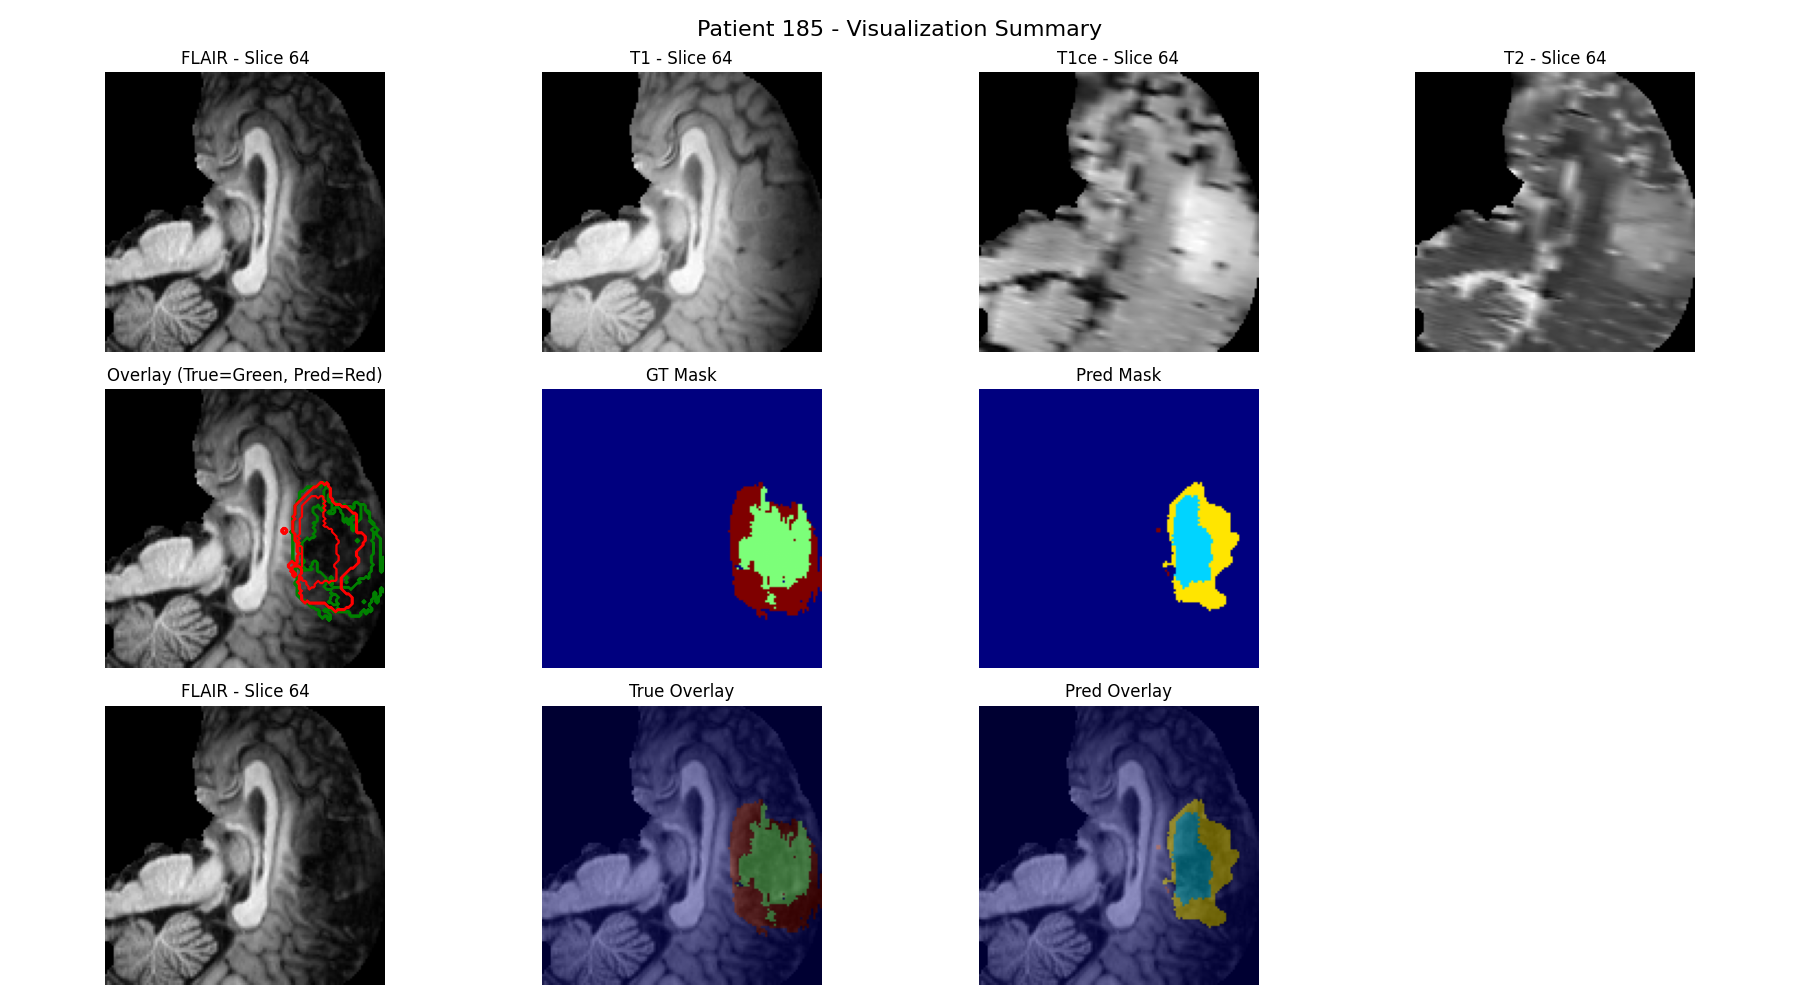 Patient 185 - Visualization Summary
FLAIR - Slice 64
T1 - Slice 64
T1ce - Slice 64
T2 - Slice 64
Overlay (True=Green, Pred=Red)
GT Mask
Pred Mask
FLAIR - Slice 64
True Overlay
Pred Overlay